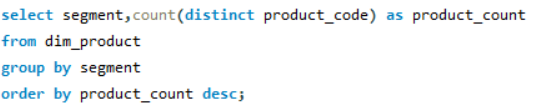 select segment,count(distinct product_code) as product_count
from dim_product
group by segment
order by product_count desc;